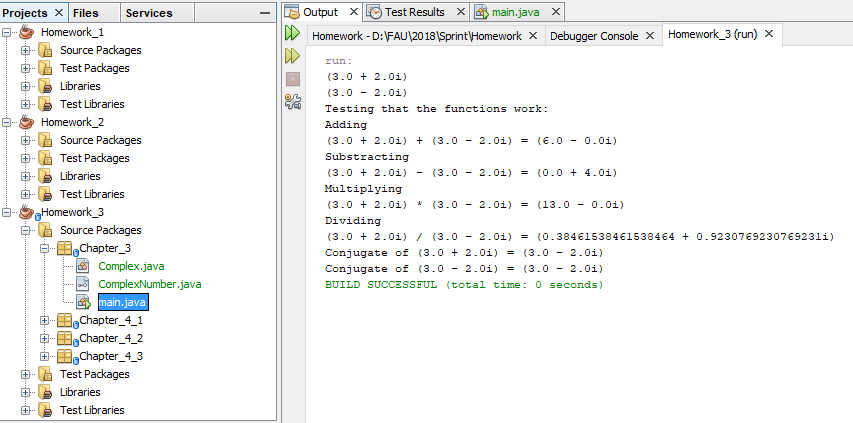 Projects
Files
Services
Homework_1
Source Packages
Test Packages
Libraries
Test Libraries
Homework_2
Source Packages
Test Packages
Libraries
Test Libraries
Homework_3
Source Packages
Chapter_3
Complex.java
ComplexNumber.java
main.java
Chapter_4_1
Chapter_4_2
Chapter_4_3
Test Packages
Libraries
Test Libraries
Output
Test Results
main.java
Homework - D:\FAU\2018\Sprint\Homework
Debugger Console
Homework_3 (run)
run:
(3.0 + 2.0i)
(3.0 - 2.0i)
Testing that the functions work:
Adding
(3.0 + 2.0i) + (3.0 - 2.0i) = (6.0 - 0.0i)
Substracting
(3.0 + 2.0i) - (3.0 - 2.0i) = (0.0 + 4.0i)
Multiplying
(3.0 + 2.0i) * (3.0 - 2.0i) = (13.0 - 0.0i)
Dividing
(3.0 + 2.0i) / (3.0 - 2.0i) = (0.38461538461538464 + 0.9230769230769231i)
Conjugate of (3.0 + 2.0i) = (3.0 - 2.0i)
Conjugate of (3.0 - 2.0i) = (3.0 - 2.0i)
BUILD SUCCESSFUL (total time: 0 seconds)